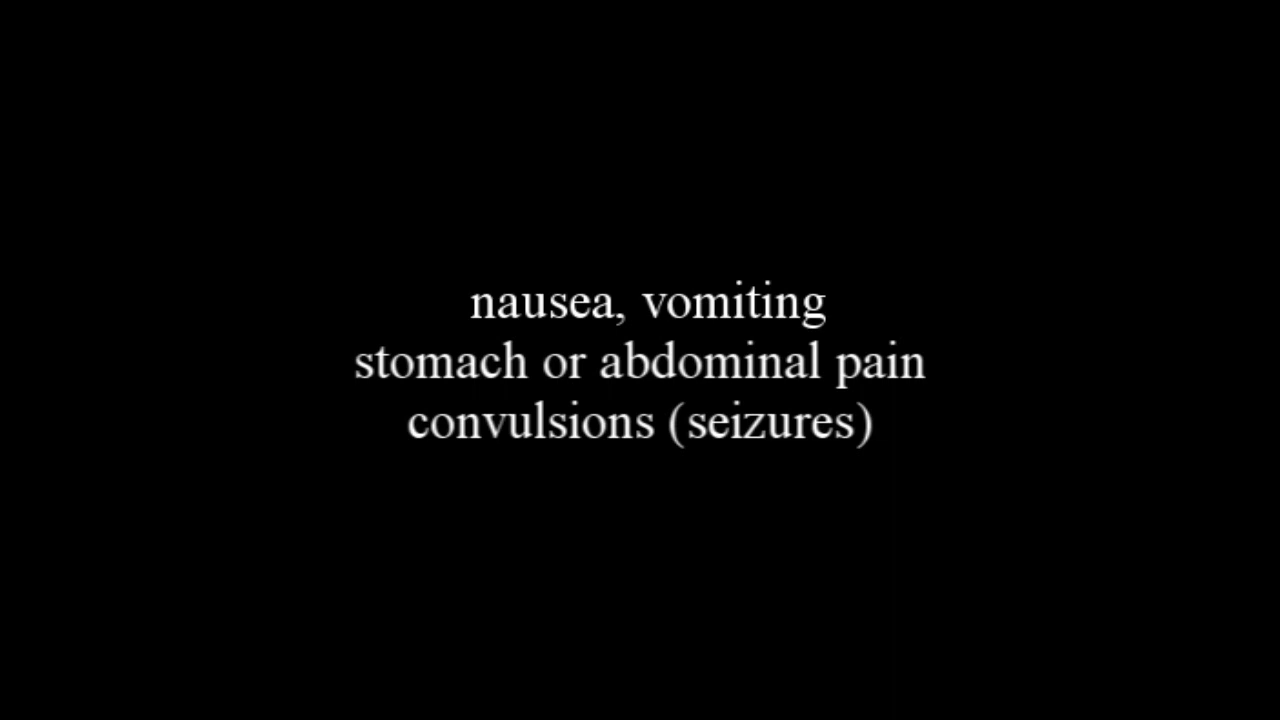 nausea, vomiting
stomach or abdominal pain
convulsions (seizures)